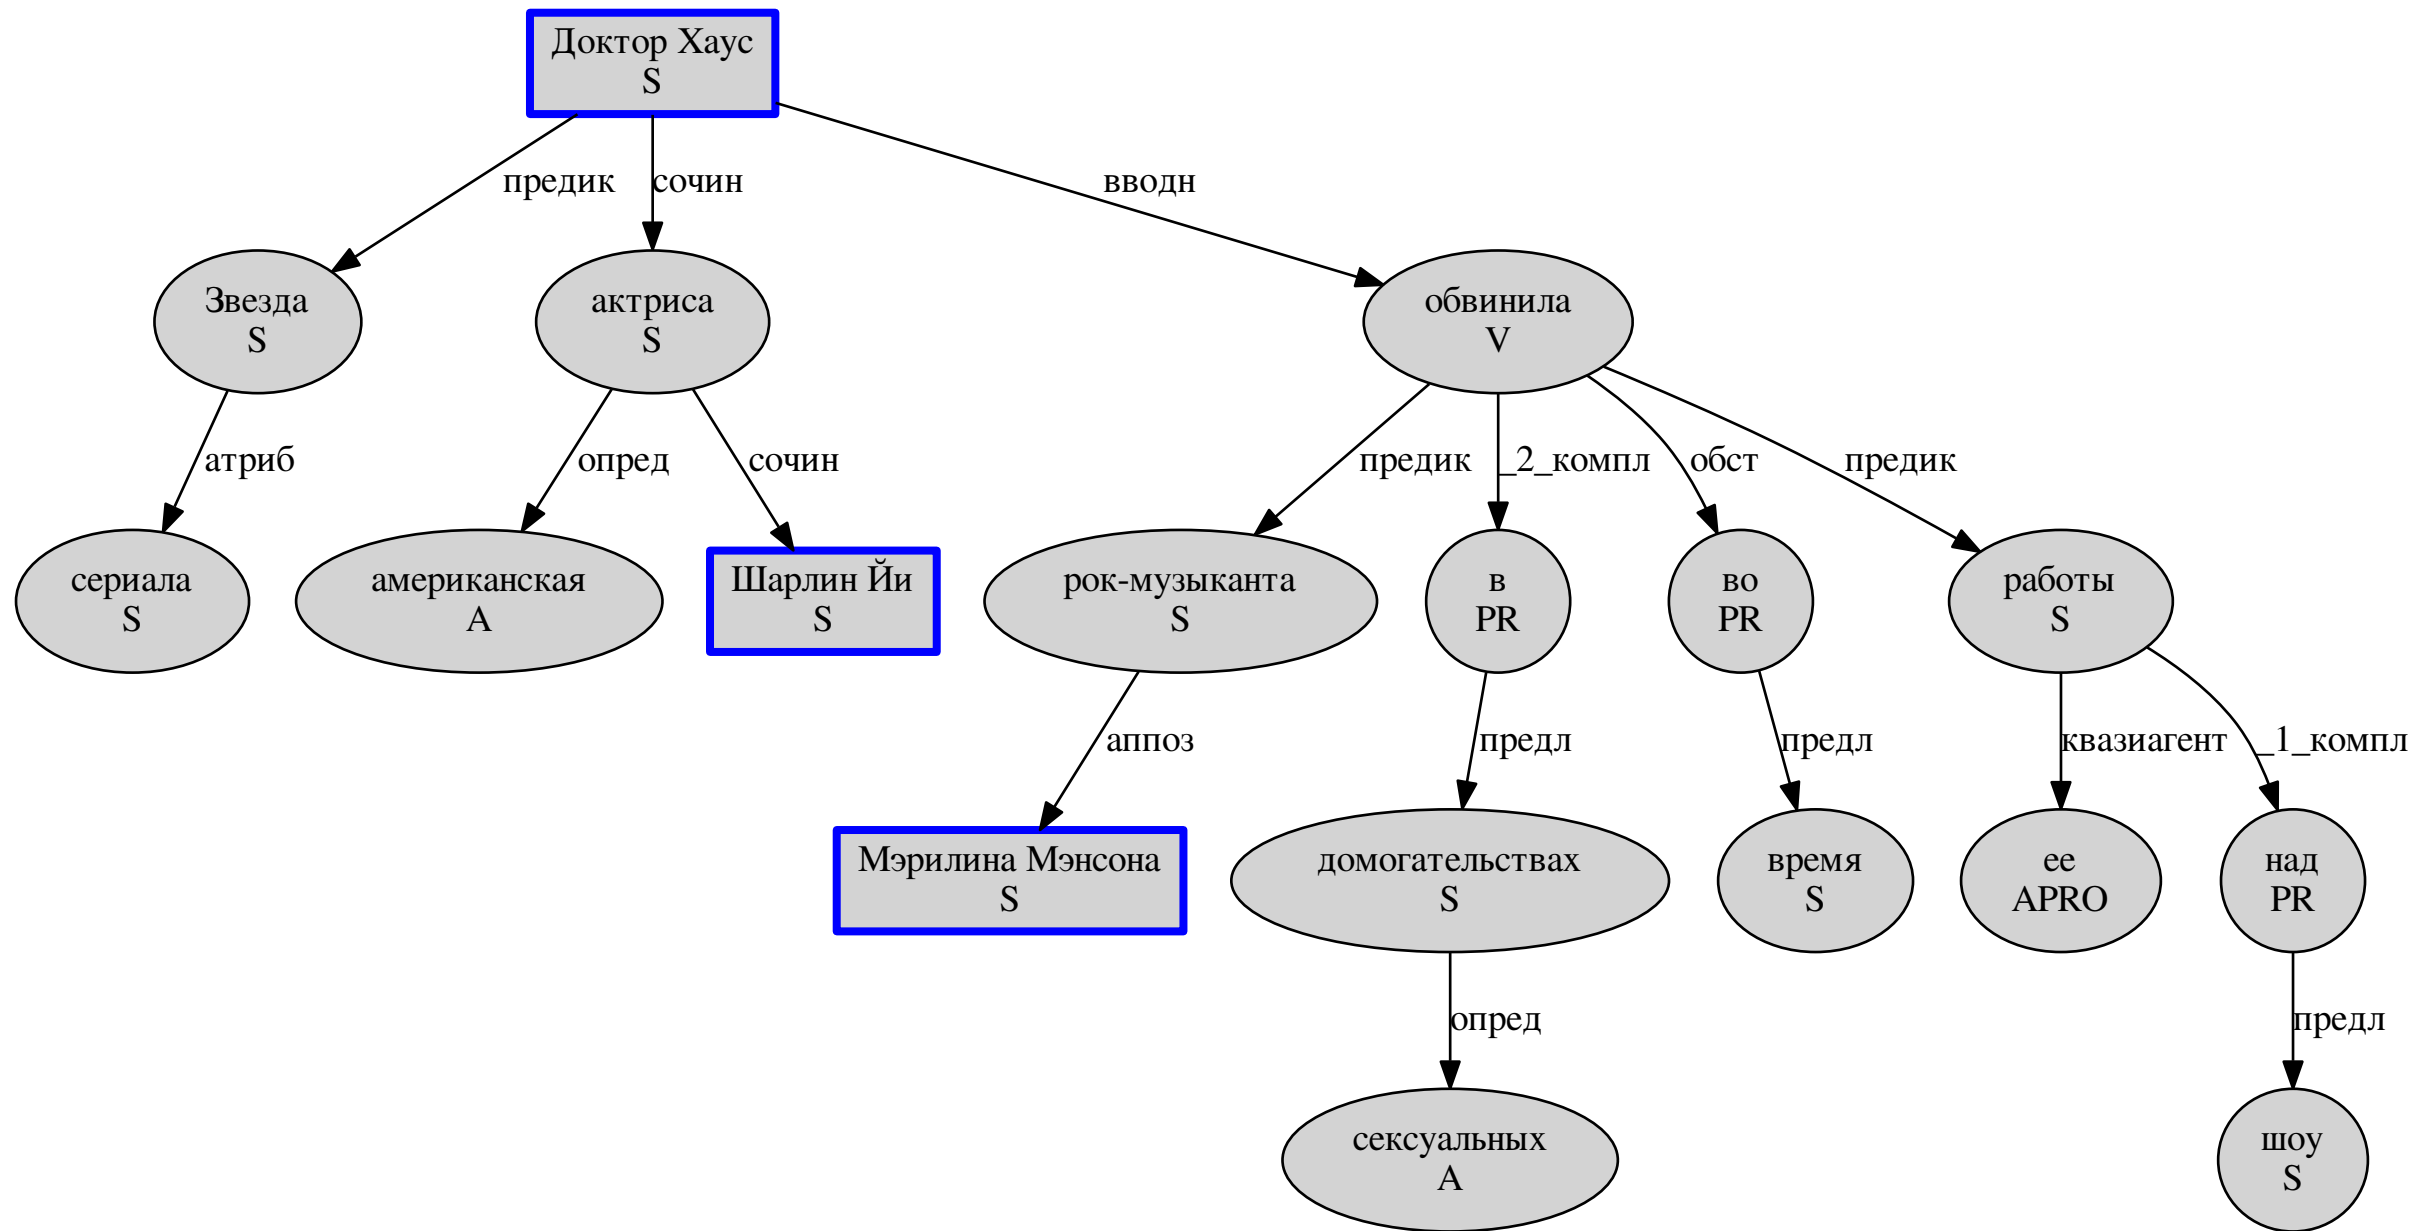 Доктор Хаус
S
предик
сочин
вводн
Звезда
S
актриса
S
обвинила
V
атриб
опред
сочин
предик
_2_компл
обст
предик
сериала
S
американская
A
Шарлин Йи
S
рок-музыканта
S
в
PR
во
PR
работы
S
аппоз
предл
предл
квазиагент
_1_компл
Мэрилина Мэнсона
S
домогательствах
S
время
S
ее
APRO
над
PR
опред
предл
сексуальных
A
шоу
S